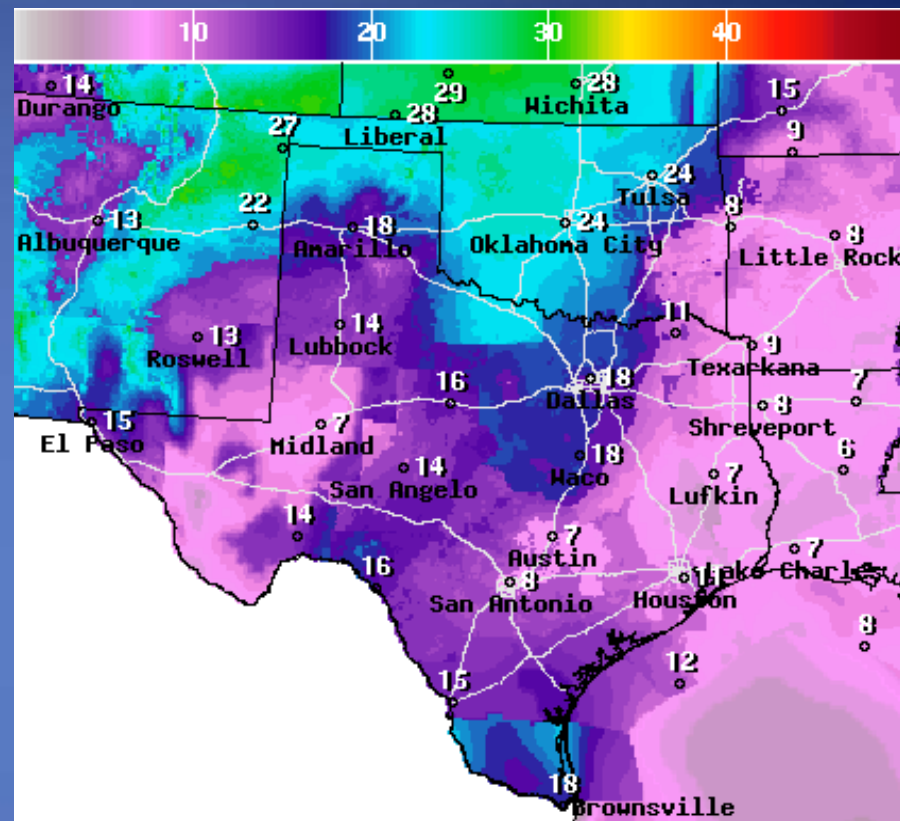 10 20 30 40
14
Durango
29
28
Wichita
15
28
Liberal
27
9
24
Tulsa
13
Albuquerque
22
18
Amarillo
24
Oklahoma City
8
8
Little Rock
13
Roswell
14
Lubbock
11
9
Texarkana
16
18
Dallas
8
Shreveport
7
15
El Paso
7
Midland
14
San Angelo
18
Waco
7
Lufkin
6
14
7
Austin
7
Lake Charles
16
8
San Antonio
11
Houston
8
12
15
18
Brownsville